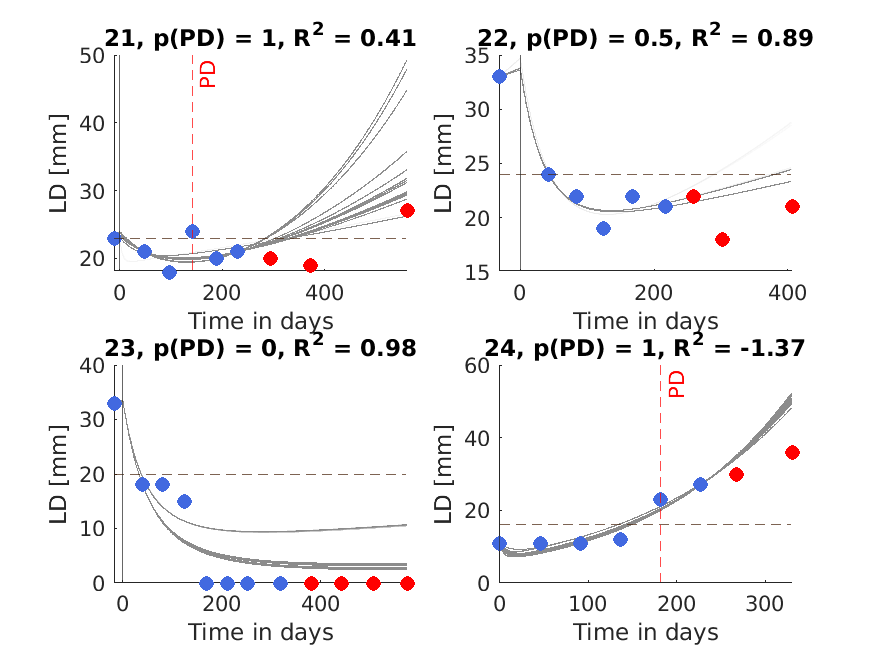 21, p(PD) = 1, R² = 0.41
50
40
30
20
LD [mm]
PD
0
200
400
Time in days
22, p(PD) = 0.5, R² = 0.89
35
30
25
20
15
LD [mm]
0
200
400
Time in days
23, p(PD) = 0, R² = 0.98
40
30
20
10
0
LD [mm]
0
200
400
Time in days
24, p(PD) = 1, R² = -1.37
60
40
20
0
LD [mm]
PD
0
100
200
300
Time in days